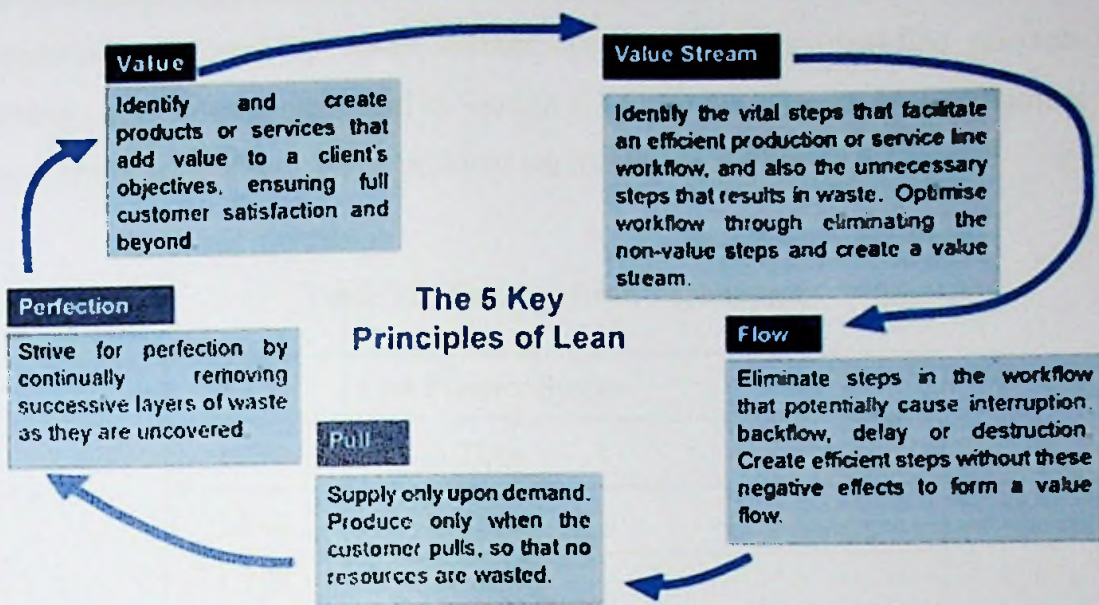 Value
Identify and create
products or services that
add value to a client's
objectives, ensuring full
customer satisfaction and
beyond.
Value Stream
Identify the vital steps that facilitate
an efficient production or service line
workflow, and also the unnecessary
steps that results in waste. Optimise
workflow through eliminating the
non-value steps and create a value
stream.
The 5 Key
Principles of Lean
Flow
Eliminate steps in the workflow
that potentially cause interruption,
backflow, delay or destruction.
Create efficient steps without these
negative effects to form a value
flow.
Pull
Supply only upon demand.
Produce only when the
customer pulls, so that no
resources are wasted.
Perfection
Strive for perfection by
continually removing
successive layers of waste
as they are uncovered.